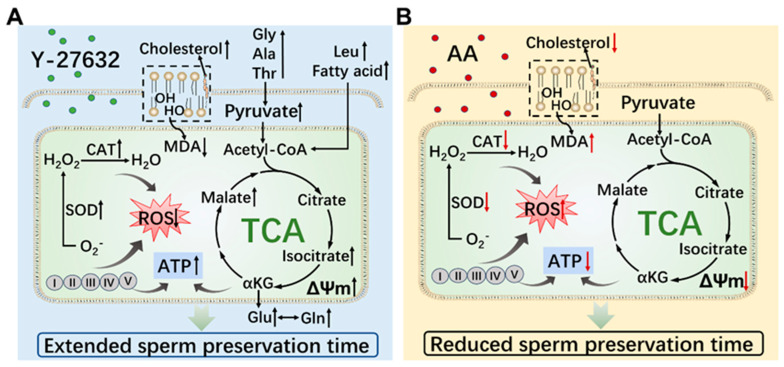 A
Y-27632
Cholesterol↑
Gly
Ala
Thr
↑
Leu↑
Fatty acid↑
OH
HO
Pyruvate↑
MDA↓
Acetyl-CoA
H₂O₂
CAT↑
H₂O
SOD↑
O₂⁻
ROS↓
Malate↑
Citrate
TCA
Isocitrate↑
ATP↑
αKG
ΔΨm↑
I II III IV V
Glu↑↔Gln↑
Extended sperm preservation time
B
AA
Cholesterol↓
OH
HO
Pyruvate
MDA↑
Acetyl-CoA
H₂O₂
CAT↓
H₂O
SOD↓
O₂⁻
ROS↑
Malate
Citrate
TCA
Isocitrate
ATP↓
αKG
ΔΨm↓
I II III IV V
Reduced sperm preservation time